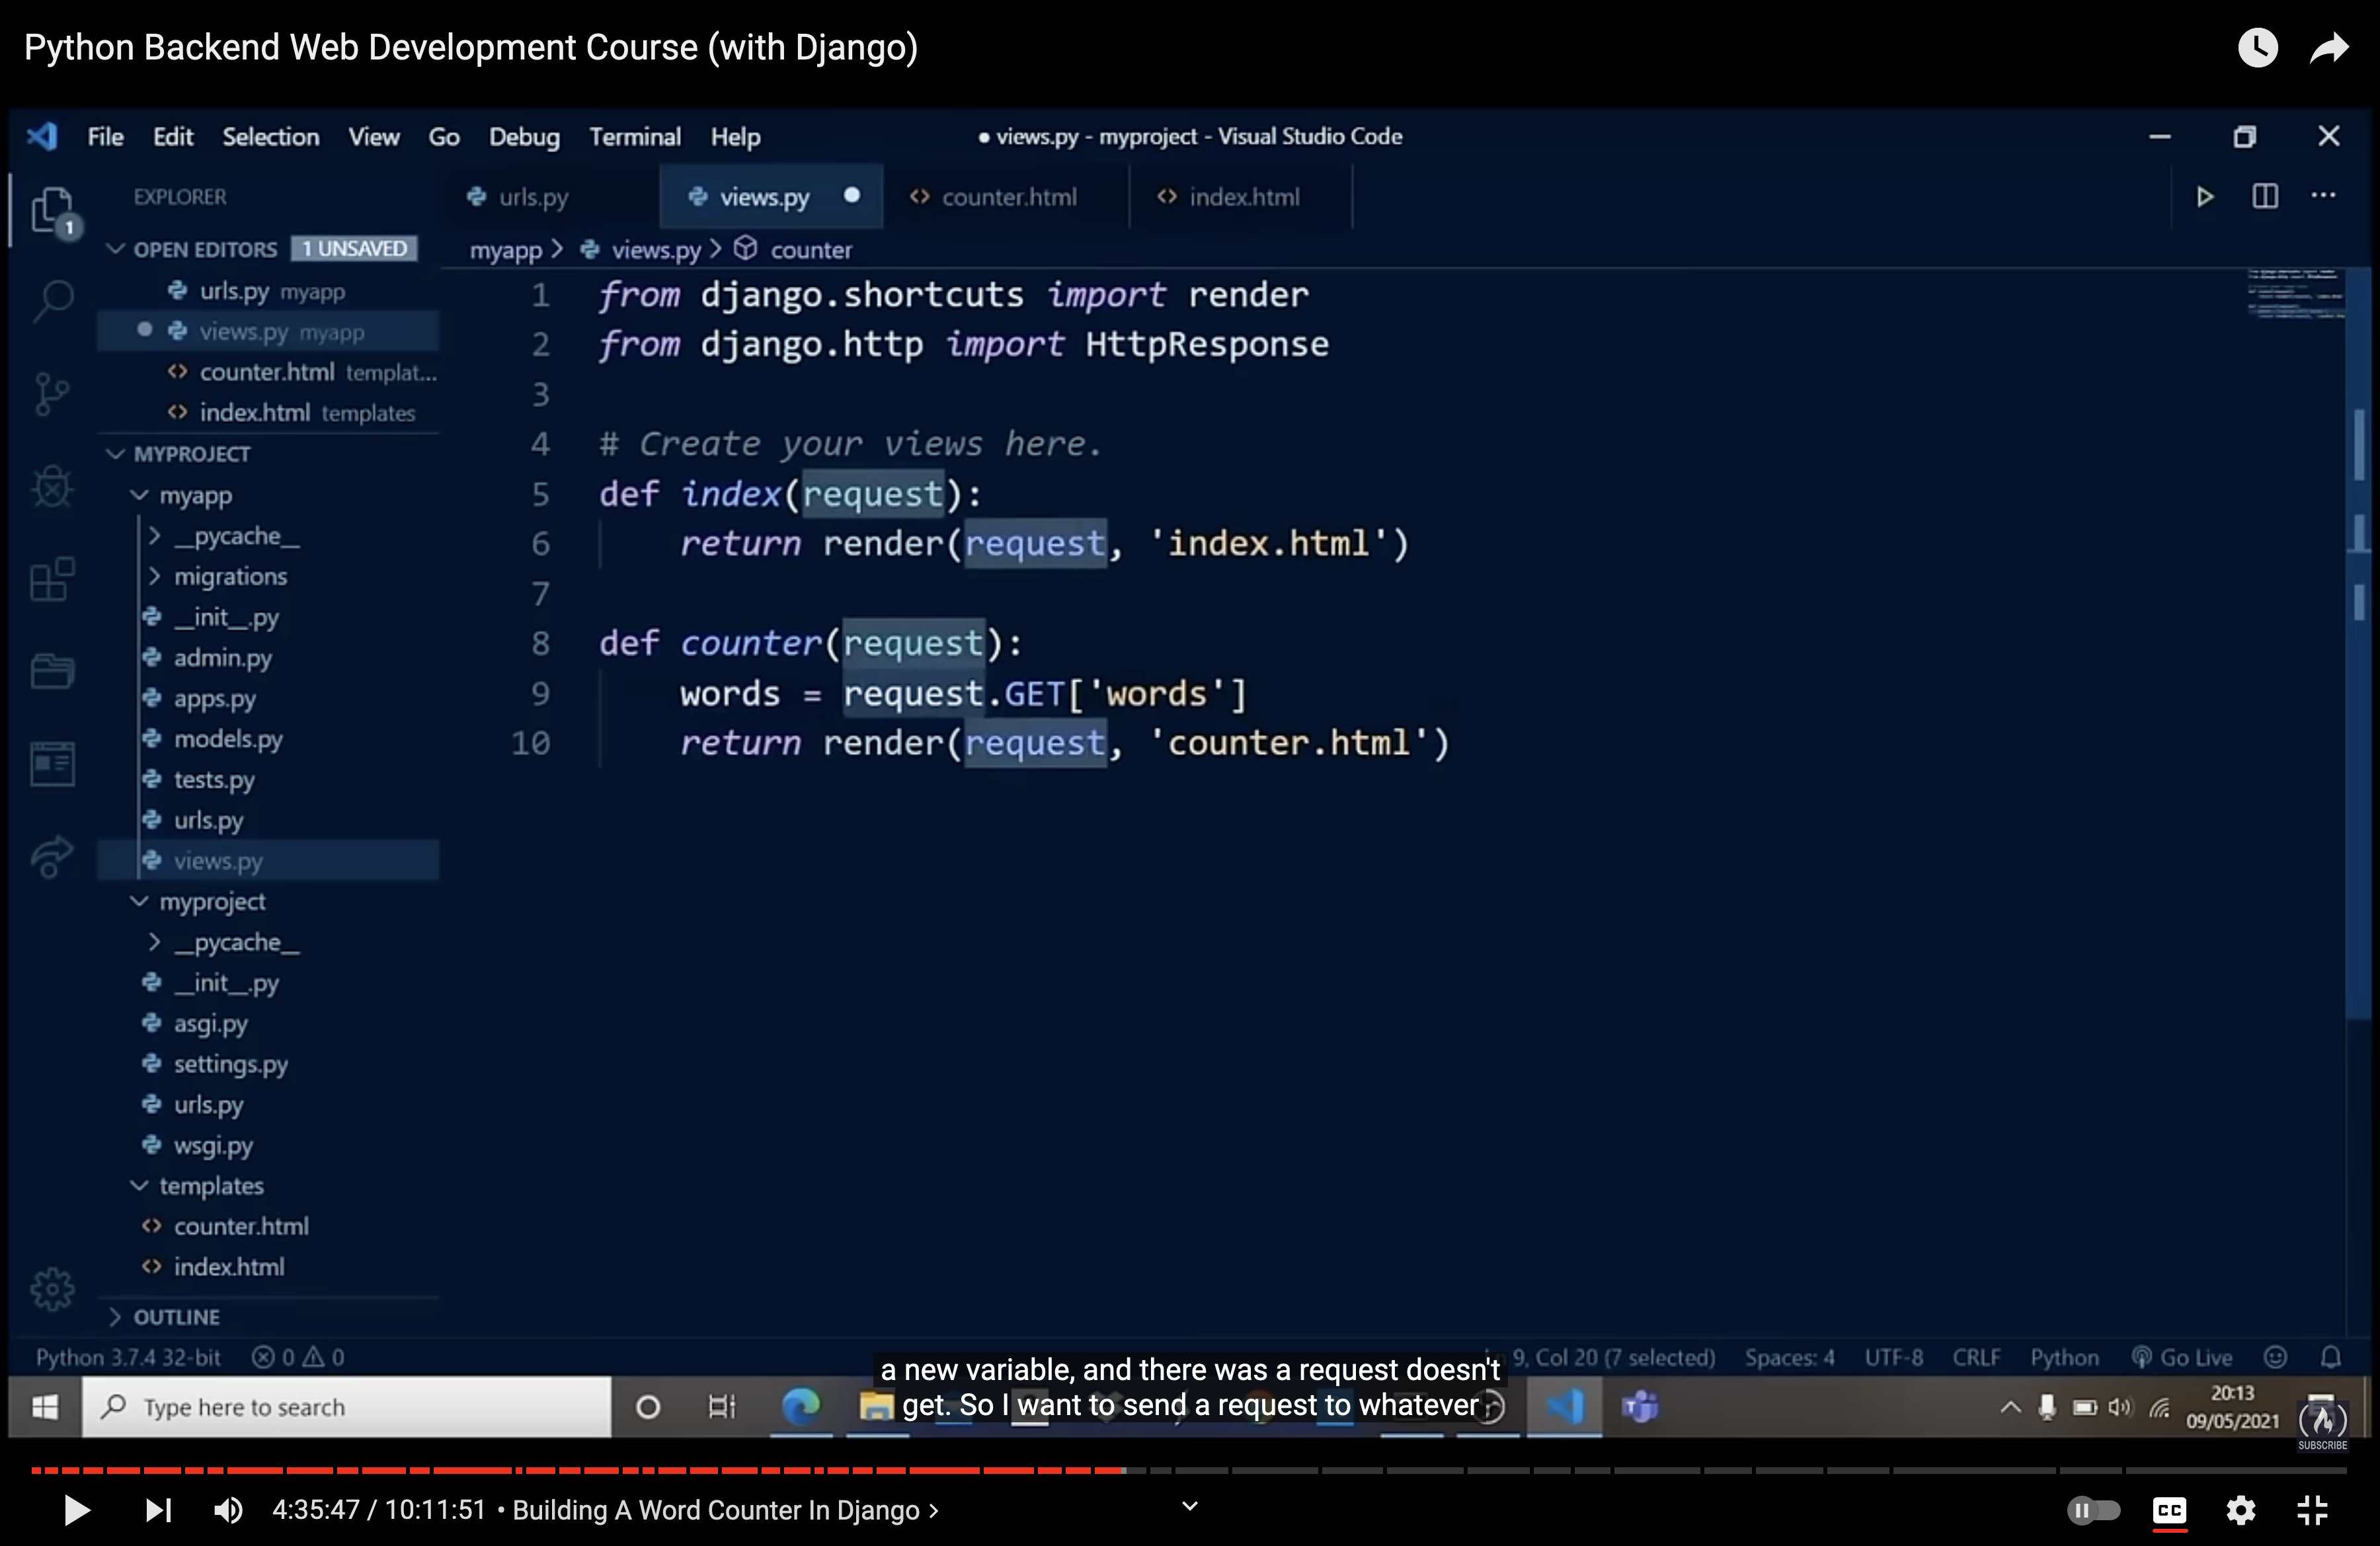 Python Backend Web Development Course (with Django)
File Edit Selection View Go Debug Terminal Help
● views.py - myproject - Visual Studio Code
EXPLORER
1
OPEN EDITORS 1 UNSAVED
urls.py myapp
views.py myapp
counter.html templat...
index.html templates
MYPROJECT
myapp
__pycache__
migrations
__init__.py
admin.py
apps.py
models.py
tests.py
urls.py
views.py
myproject
__pycache__
__init__.py
asgi.py
settings.py
urls.py
wsgi.py
templates
counter.html
index.html
OUTLINE
urls.py views.py counter.html index.html
myapp > views.py > counter
1 from django.shortcuts import render
2 from django.http import HttpResponse
3
4 # Create your views here.
5 def index(request):
6 return render(request, 'index.html')
7
8 def counter(request):
9 words = request.GET['words']
10 return render(request, 'counter.html')
Python 3.7.4 32-bit 0 0
9, Col 20 (7 selected) Spaces: 4 UTF-8 CRLF Python Go Live
a new variable, and there was a request doesn't
get. So I want to send a request to whatever
Type here to search
20:13
09/05/2021
SUBSCRIBE
4:35:47 / 10:11:51 • Building A Word Counter In Django ›
CC